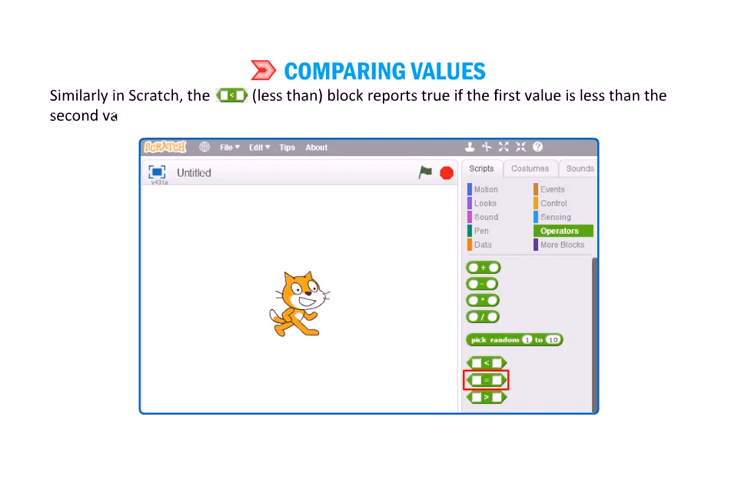 COMPARING VALUES
Similarly in Scratch, the < (less than) block reports true if the first value is less than the
second va
SCRATCH File Edit Tips About
Untitled
v431a
Scripts Costumes Sounds
Motion Events
Looks Control
Sound Sensing
Pen Operators
Data More Blocks
+
-
*
/
pick random 1 to 10
<
=
>